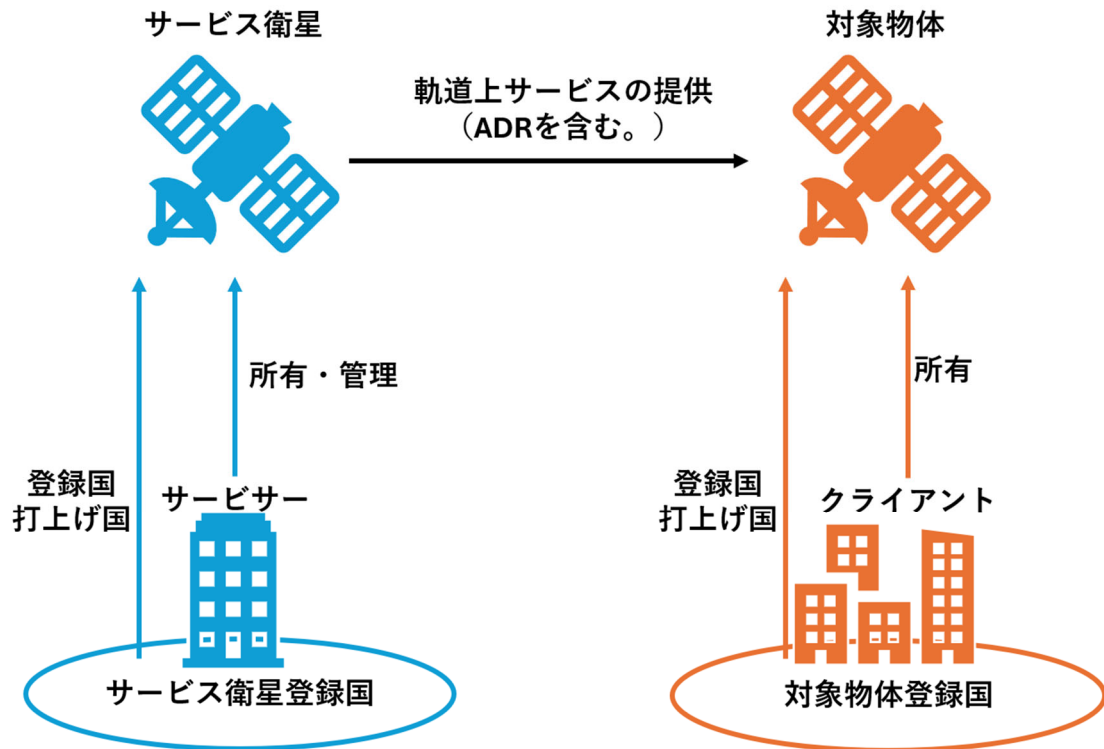 サービス衛星
対象物体
軌道上サービスの提供
（ADRを含む。）
所有・管理
所有
登録国
打上げ国
サービサー
登録国
打上げ国
クライアント
サービス衛星登録国
対象物体登録国